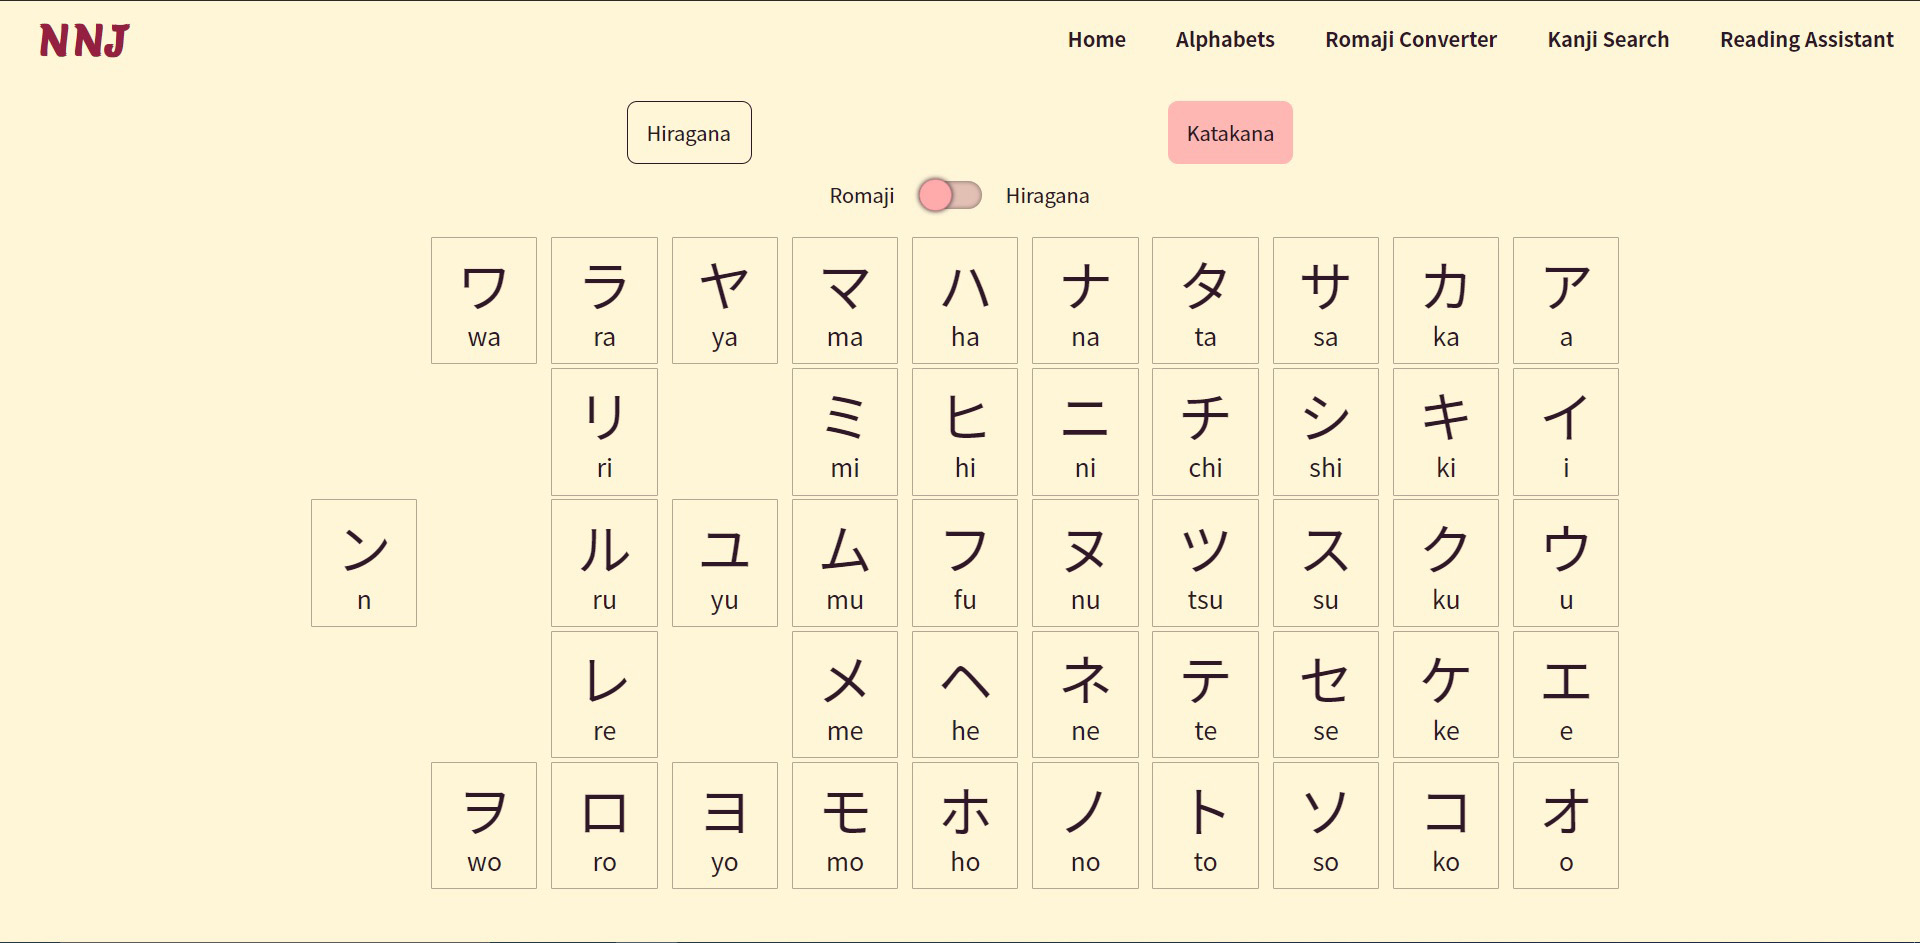 NNJ
Home Alphabets Romaji Converter Kanji Search Reading Assistant
Hiragana Katakana
Romaji Hiragana
ワ ラ ヤ マ ハ ナ タ サ カ ア
wa ra ya ma ha na ta sa ka a
リ ミ ヒ ニ チ シ キ イ
ri mi hi ni chi shi ki i
ン ル ユ ム フ ヌ ツ ス ク ウ
n ru yu mu fu nu tsu su ku u
レ メ ヘ ネ テ セ ケ エ
re me he ne te se ke e
ヲ ロ ヨ モ ホ ノ ト ソ コ オ
wo ro yo mo ho no to so ko o